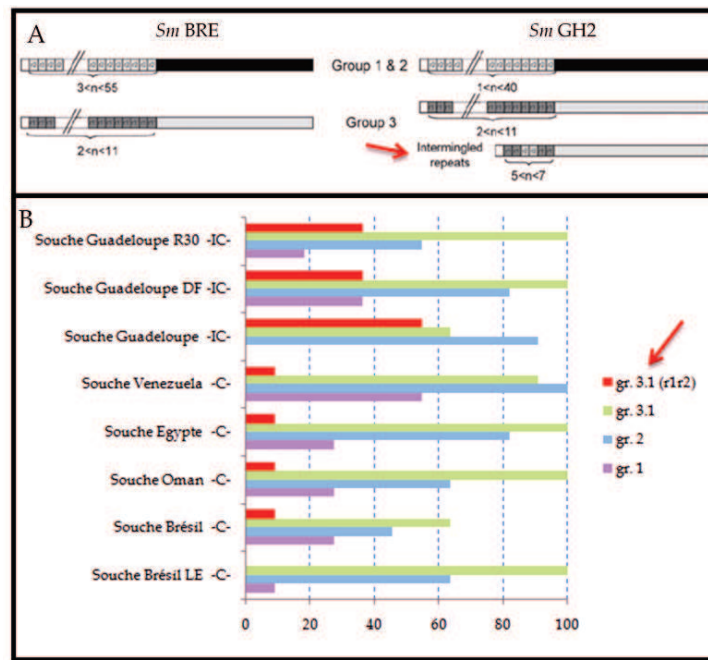 A
Sm BRE
Sm GH2
Group 1 & 2
3<n<55
1<n<40
Group 3
2<n<11
2<n<11
Intermingled
repeats
5<n<7
B
Souche Guadeloupe R30 -IC-
Souche Guadeloupe DF -IC-
Souche Guadeloupe -IC-
Souche Venezuela -C-
Souche Egypte -C-
Souche Oman -C-
Souche Brésil -C-
Souche Brésil LE -C-
gr. 3.1 (r1r2)
gr. 3.1
gr. 2
gr. 1
0 20 40 60 80 100